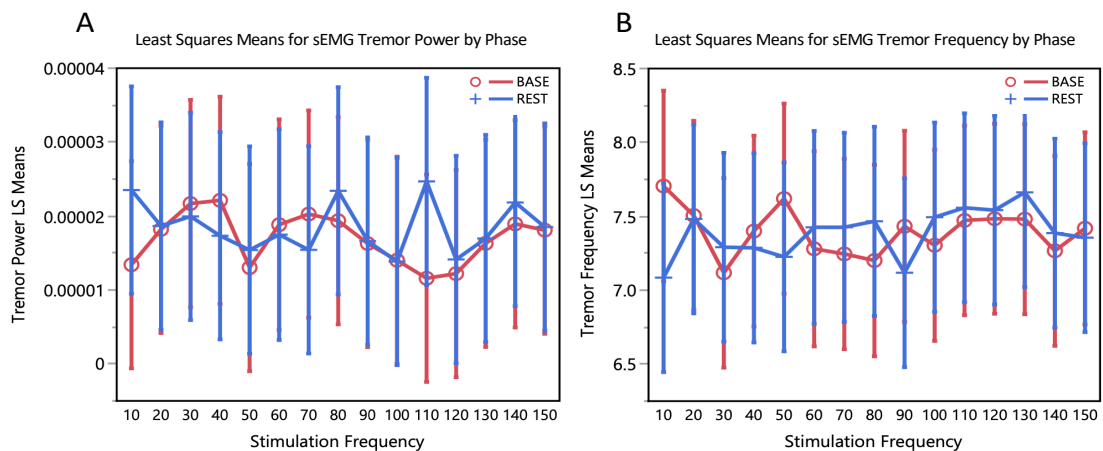 A
Least Squares Means for sEMG Tremor Power by Phase
0.00004
0.00003
0.00002
0.00001
0
Tremor Power LS Means
BASE
REST
10 20 30 40 50 60 70 80 90 100 110 120 130 140 150
Stimulation Frequency
B
Least Squares Means for sEMG Tremor Frequency by Phase
8.5
8.0
7.5
7.0
6.5
Tremor Frequency LS Means
BASE
REST
10 20 30 40 50 60 70 80 90 100 110 120 130 140 150
Stimulation Frequency